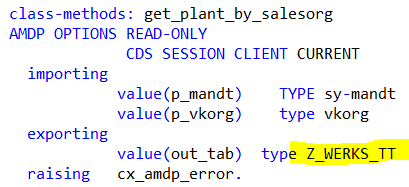 class-methods: get_plant_by_salesorg
AMDP OPTIONS READ-ONLY
CDS SESSION CLIENT CURRENT
importing
value(p_mandt) TYPE sy-mandt
value(p_vkorg) type vkorg
exporting
value(out_tab) type Z_WERKS_TT
raising cx_amdp_error.